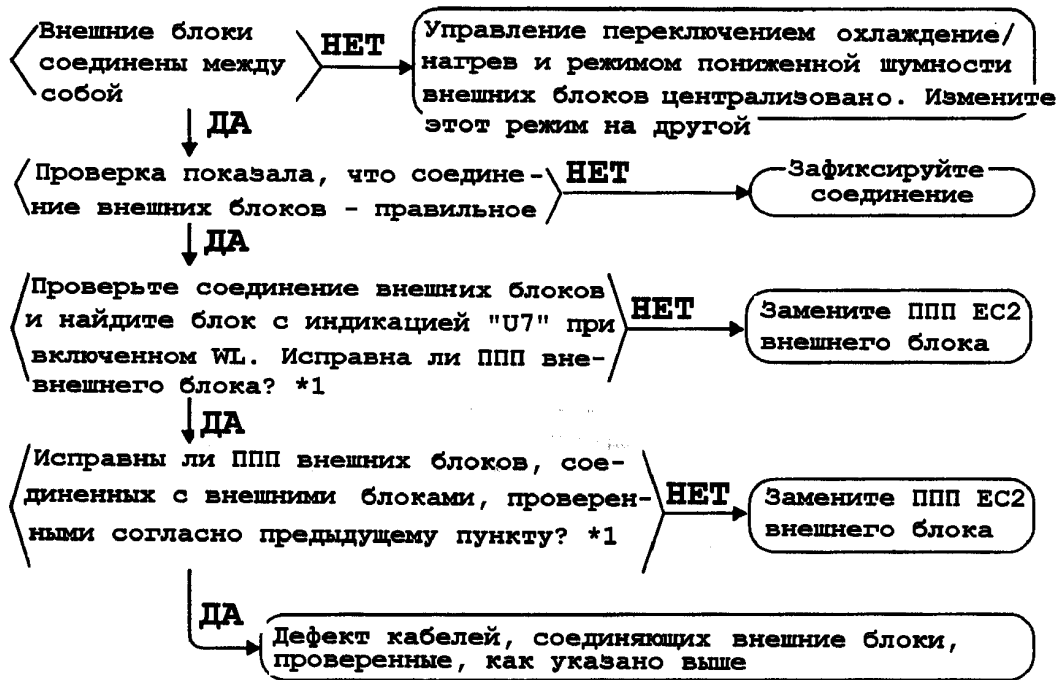 Внешние блоки
соединены между
собой
НЕТ
Управление переключением охлаждение/
нагрев и режимом пониженной шумности
внешних блоков централизовано. Измените
этот режим на другой
ДА
Проверка показала, что соедине-
ние внешних блоков - правильное
НЕТ
Зафиксируйте
соединение
ДА
Проверьте соединение внешних блоков
и найдите блок с индикацией "U7" при
включенном WL. Исправна ли ППП вне-
внешнего блока? *1
НЕТ
Замените ППП EC2
внешнего блока
ДА
Исправны ли ППП внешних блоков, сое-
диненных с внешними блоками, проверен-
ными согласно предыдущему пункту? *1
НЕТ
Замените ППП EC2
внешнего блока
ДА
Дефект кабелей, соединяющих внешние блоки,
проверенные, как указано выше